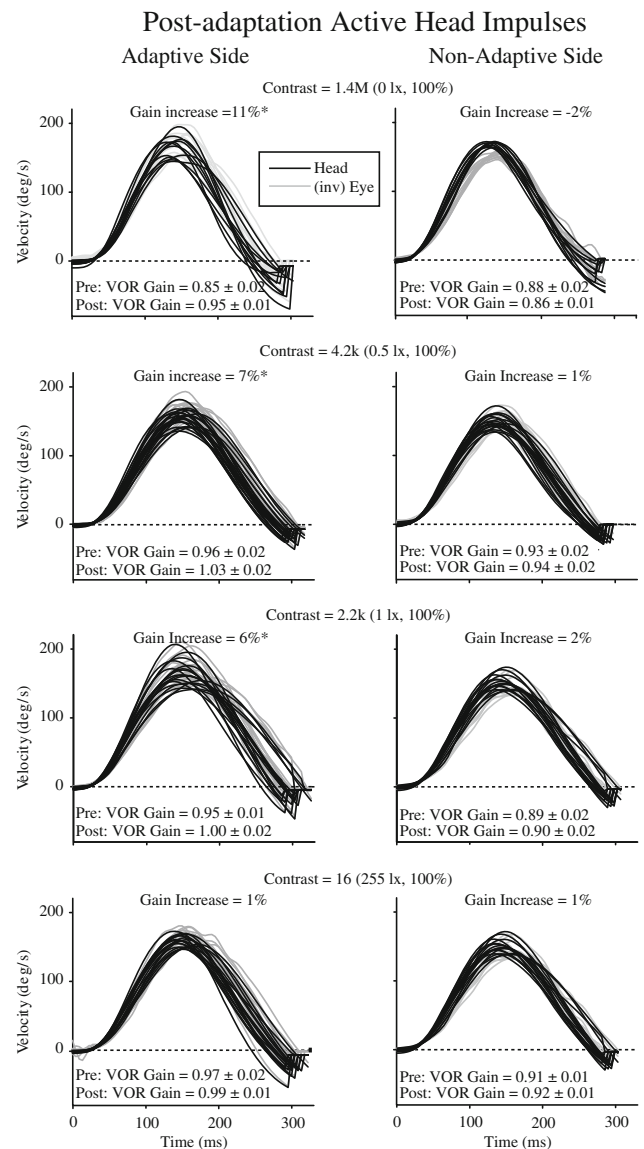 Post-adaptation Active Head Impulses
Adaptive Side
Non-Adaptive Side
Contrast = 1.4M (0 lx, 100%)
Gain increase =11%*
Gain Increase = -2%
200
100
0
Velocity (deg/s)
Head
(inv) Eye
Pre: VOR Gain = 0.85 ± 0.02
Post: VOR Gain = 0.95 ± 0.01
Pre: VOR Gain = 0.88 ± 0.02
Post: VOR Gain = 0.86 ± 0.01
Contrast = 4.2k (0.5 lx, 100%)
Gain increase = 7%*
Gain Increase = 1%
200
100
0
Velocity (deg/s)
Pre: VOR Gain = 0.96 ± 0.02
Post: VOR Gain = 1.03 ± 0.02
Pre: VOR Gain = 0.93 ± 0.02
Post: VOR Gain = 0.94 ± 0.02
Contrast = 2.2k (1 lx, 100%)
Gain Increase = 6%*
Gain Increase = 2%
200
100
0
Velocity (deg/s)
Pre: VOR Gain = 0.95 ± 0.01
Post: VOR Gain = 1.00 ± 0.02
Pre: VOR Gain = 0.89 ± 0.02
Post: VOR Gain = 0.90 ± 0.02
Contrast = 16 (255 lx, 100%)
Gain Increase = 1%
Gain Increase = 1%
200
100
0
Velocity (deg/s)
Pre: VOR Gain = 0.97 ± 0.02
Post: VOR Gain = 0.99 ± 0.01
Pre: VOR Gain = 0.91 ± 0.01
Post: VOR Gain = 0.92 ± 0.01
0 100 200 300
0 100 200 300
Time (ms)
Time (ms)